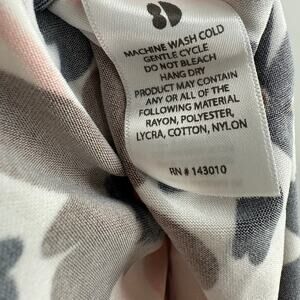 MACHINE WASH COLD
GENTLE CYCLE
DO NOT BLEACH
HANG DRY
PRODUCT MAY CONTAIN
ANY OR ALL OF THE
FOLLOWING MATERIAL
RAYON, POLYESTER,
LYCRA, COTTON, NYLON
RN # 143010